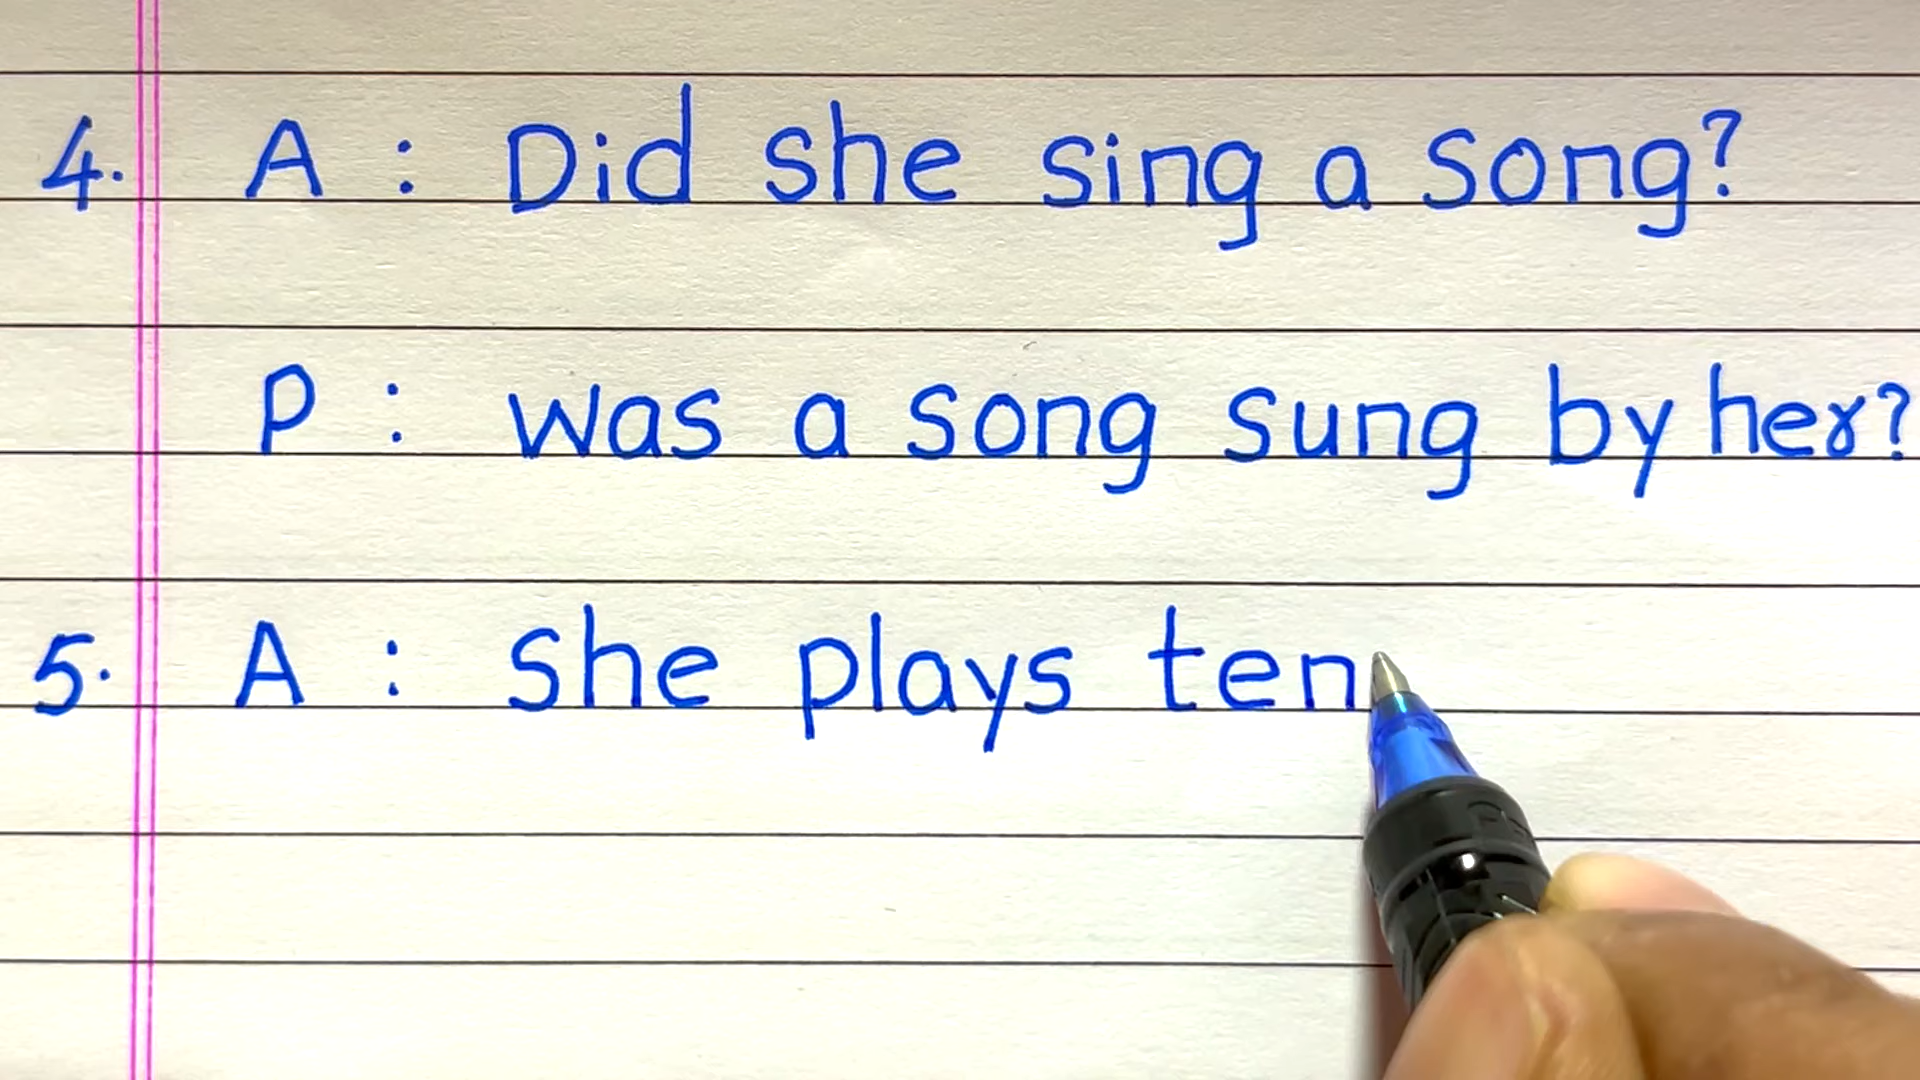 4. A : Did she sing a song?
P : was a song sung by her?
5. A : She plays ten